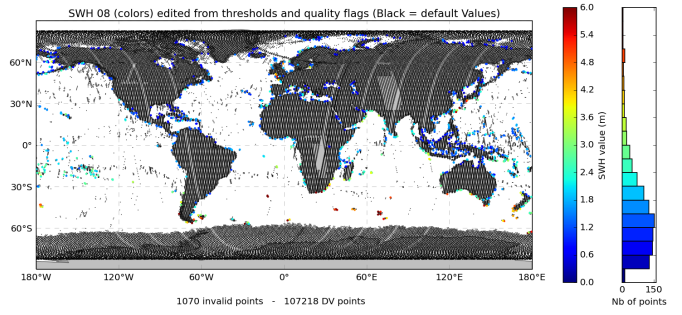 SWH 08 (colors) edited from thresholds and quality flags (Black = default Values)
60°N
30°N
0°
30°S
60°S
180°W
120°W
60°W
0°
60°E
120°E
180°E
1070 invalid points - 107218 DV points
6.0
5.4
4.8
4.2
3.6
3.0
2.4
1.8
1.2
0.6
0.0
SWH value (m)
0
150
Nb of points